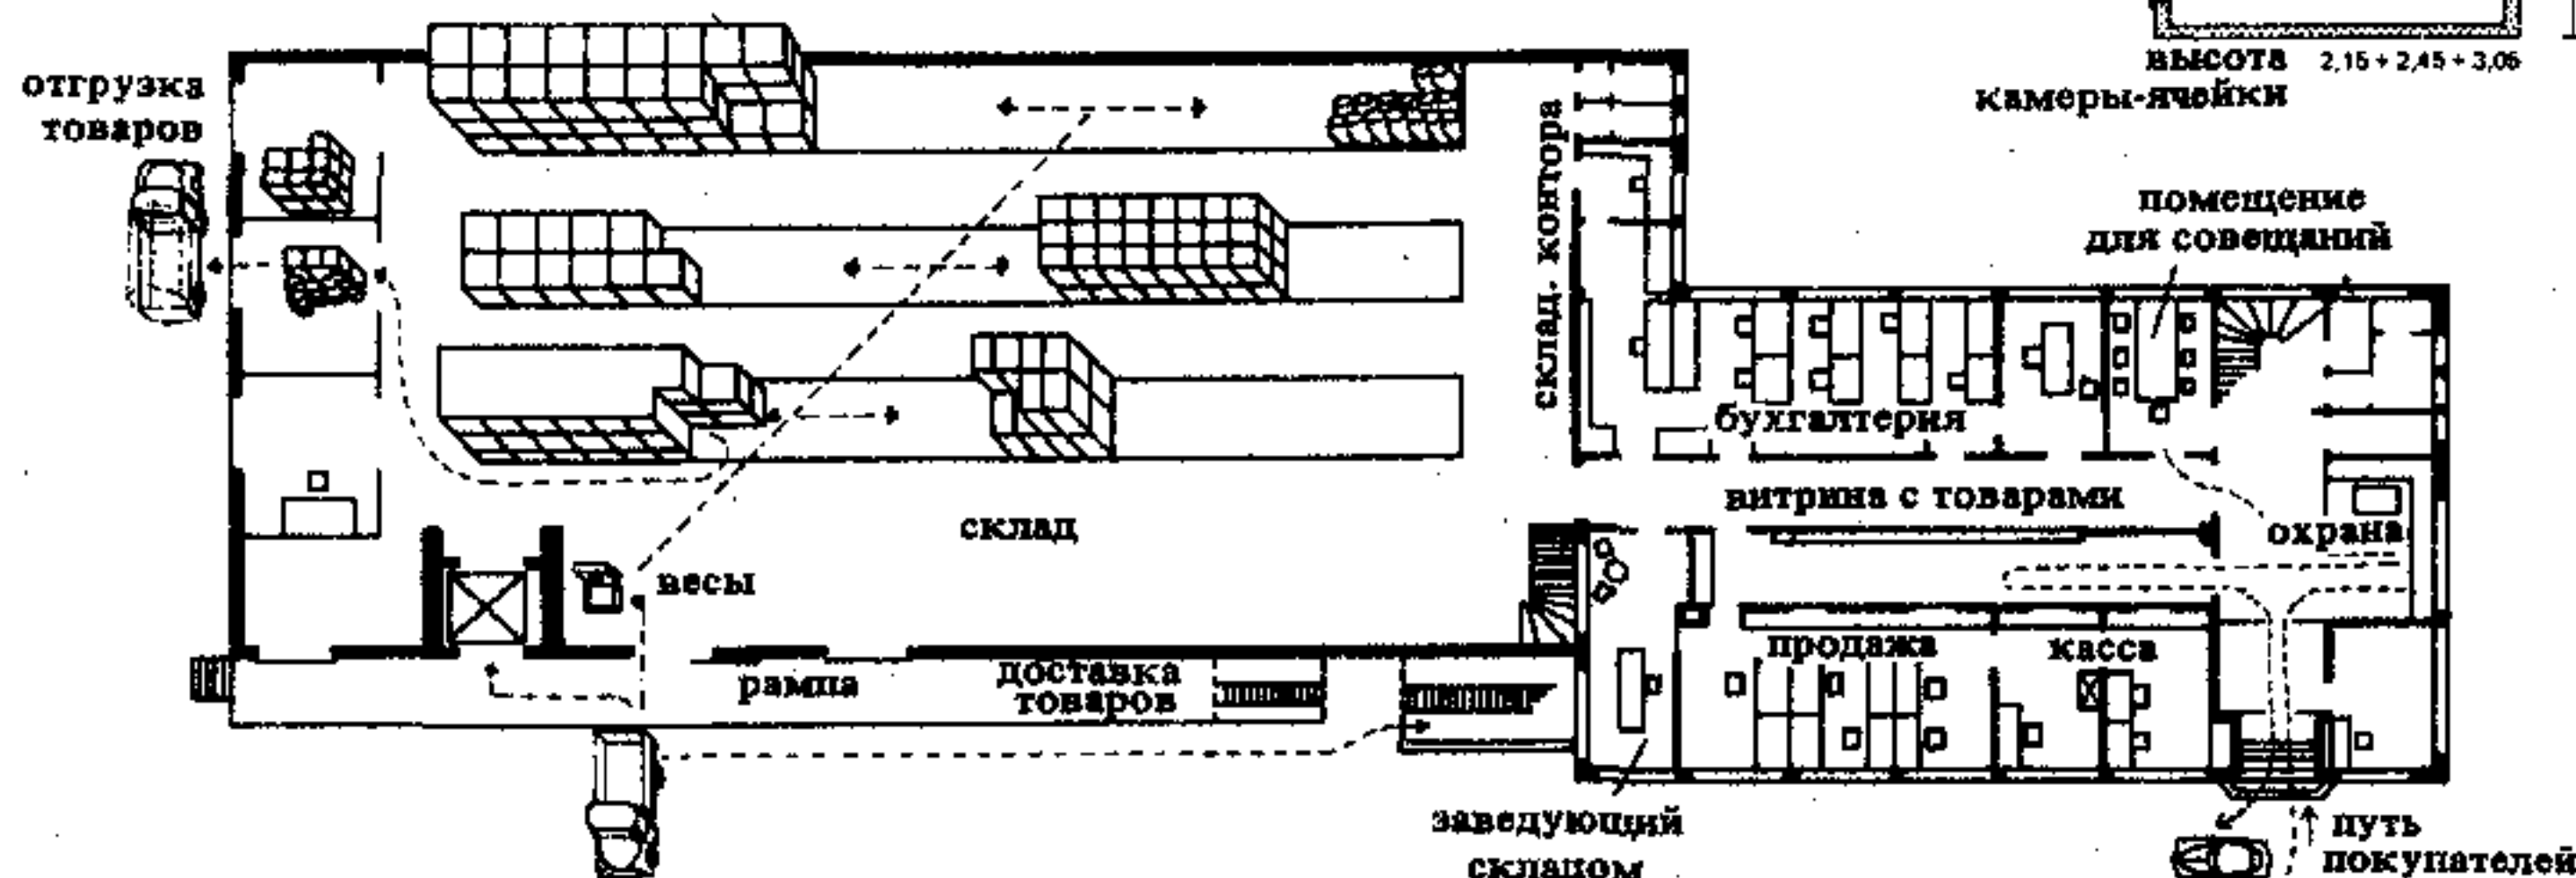 отгрузка
товаров
высота 2,15 + 2,45 + 3,05
камеры-ячейки
склад. контора
помещение
для совещаний
бухгалтерия
витрина с товарами
склад
охрана
весы
продажа
касса
рампа
доставка
товаров
заведующий
складом
путь
покупателей